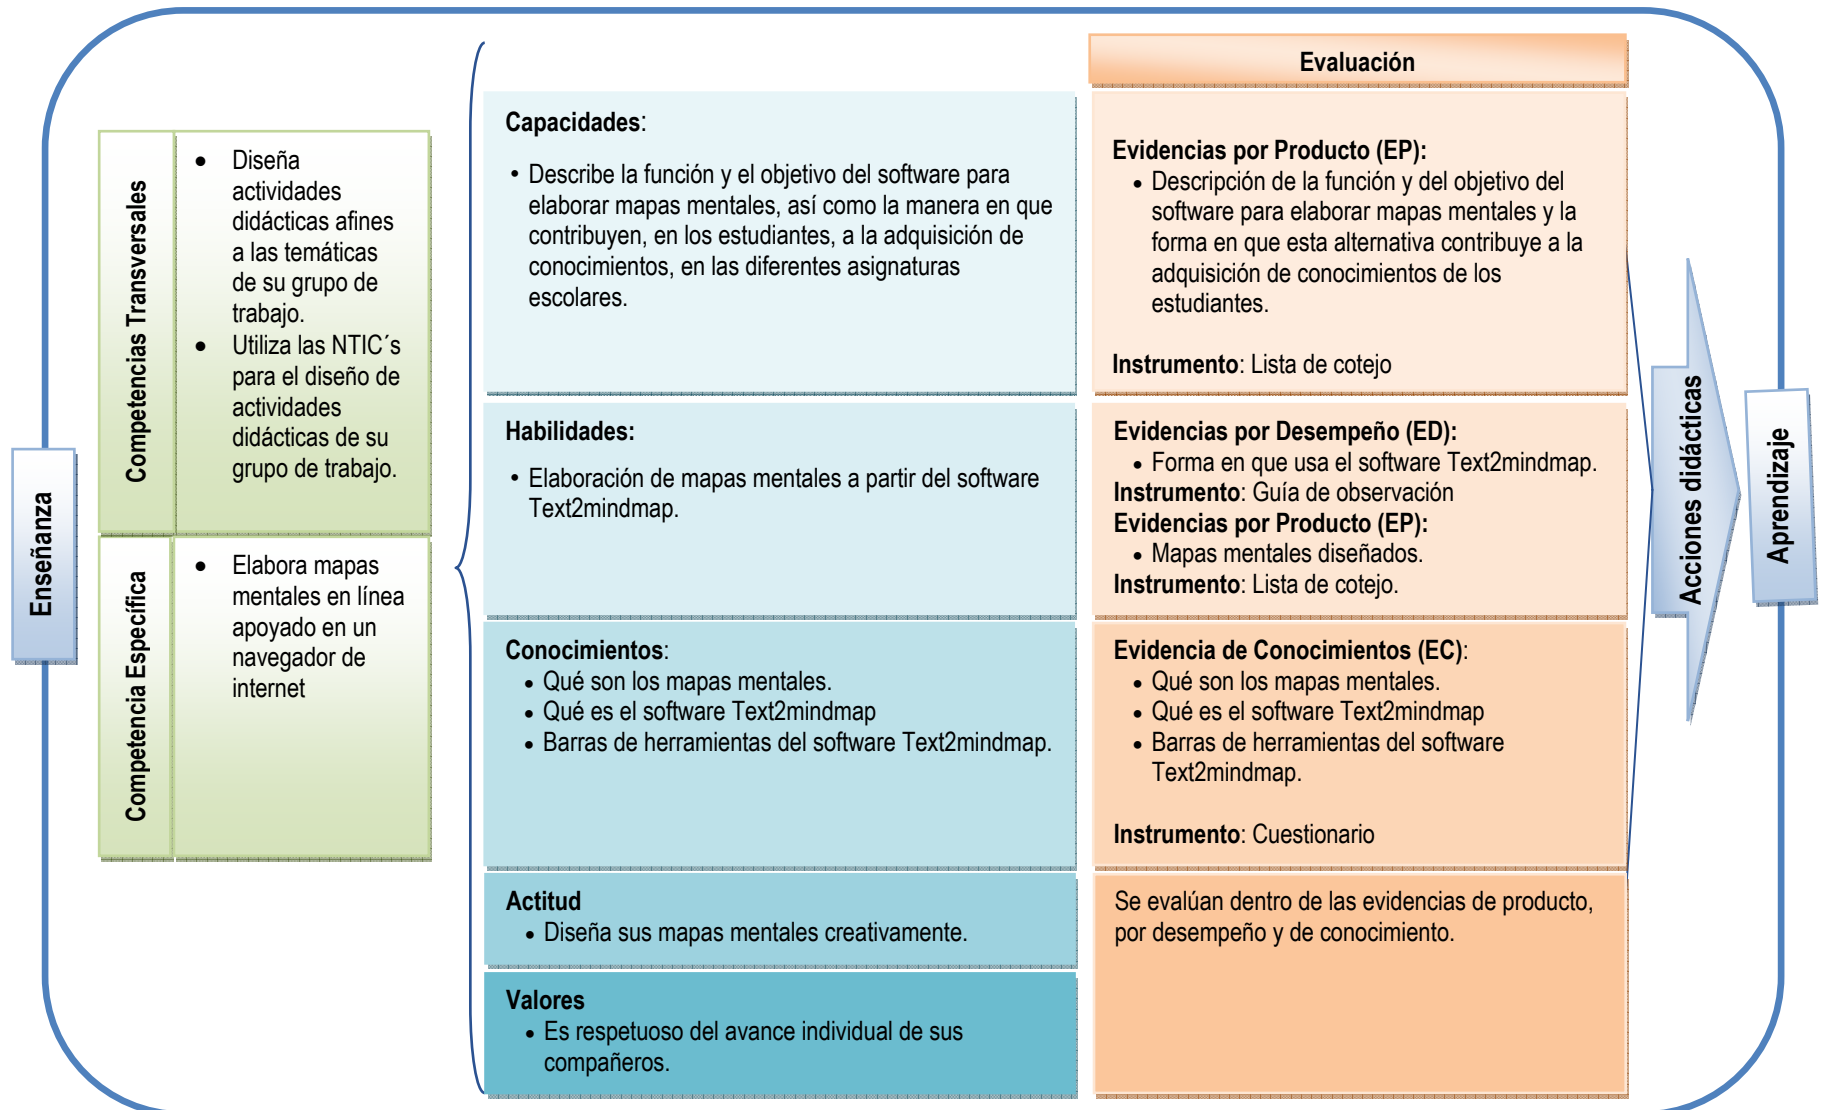 Enseñanza
Competencias Transversales
• Diseña
actividades
didácticas afines
a las temáticas
de su grupo de
trabajo.
• Utiliza las NTIC´s
para el diseño de
actividades
didácticas de su
grupo de trabajo.
Competencia Específica
• Elabora mapas
mentales en línea
apoyado en un
navegador de
internet
Capacidades:
• Describe la función y el objetivo del software para
elaborar mapas mentales, así como la manera en que
contribuyen, en los estudiantes, a la adquisición de
conocimientos, en las diferentes asignaturas
escolares.
Habilidades:
• Elaboración de mapas mentales a partir del software
Text2mindmap.
Conocimientos:
• Qué son los mapas mentales.
• Qué es el software Text2mindmap
• Barras de herramientas del software Text2mindmap.
Actitud
• Diseña sus mapas mentales creativamente.
Valores
• Es respetuoso del avance individual de sus
compañeros.
Evaluación
Evidencias por Producto (EP):
• Descripción de la función y del objetivo del
software para elaborar mapas mentales y la
forma en que esta alternativa contribuye a la
adquisición de conocimientos de los
estudiantes.
Instrumento: Lista de cotejo
Evidencias por Desempeño (ED):
• Forma en que usa el software Text2mindmap.
Instrumento: Guía de observación
Evidencias por Producto (EP):
• Mapas mentales diseñados.
Instrumento: Lista de cotejo.
Evidencia de Conocimientos (EC):
• Qué son los mapas mentales.
• Qué es el software Text2mindmap
• Barras de herramientas del software
Text2mindmap.
Instrumento: Cuestionario
Se evalúan dentro de las evidencias de producto,
por desempeño y de conocimiento.
Acciones didácticas
Aprendizaje